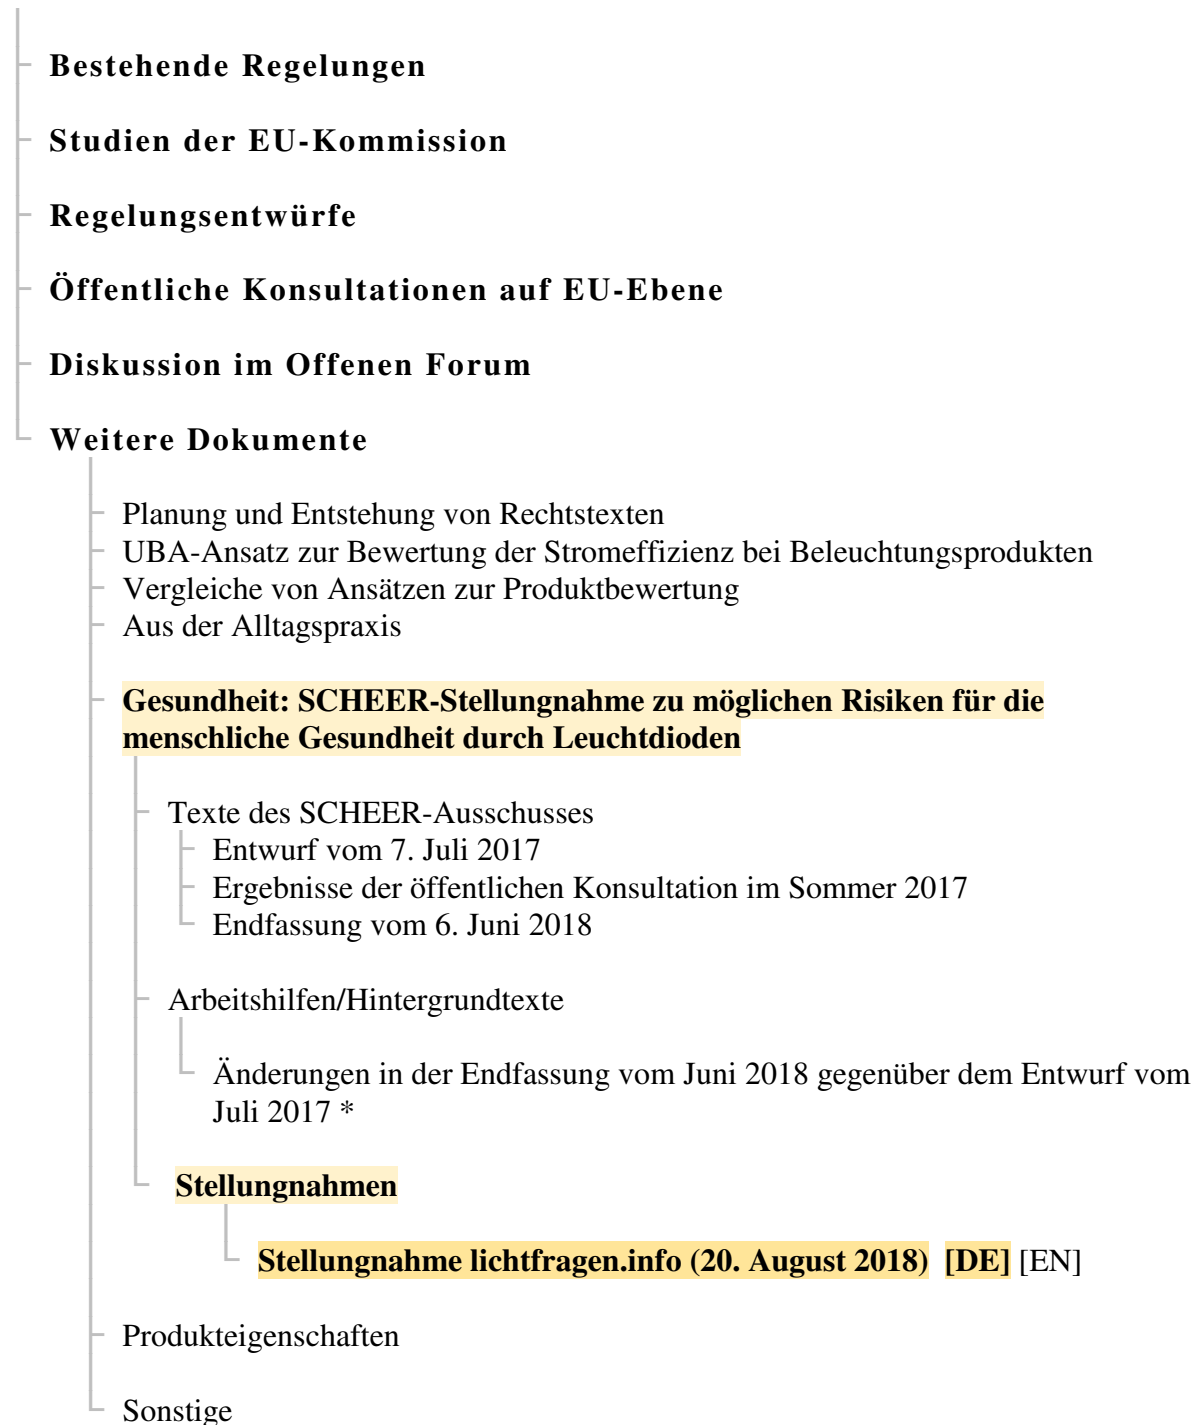 Bestehende Regelungen
Studien der EU-Kommission
Regelungsentwürfe
Öffentliche Konsultationen auf EU-Ebene
Diskussion im Offenen Forum
Weitere Dokumente
Planung und Entstehung von Rechtstexten
UBA-Ansatz zur Bewertung der Stromeffizienz bei Beleuchtungsprodukten
Vergleiche von Ansätzen zur Produktbewertung
Aus der Alltagspraxis
Gesundheit: SCHEER-Stellungnahme zu möglichen Risiken für die
menschliche Gesundheit durch Leuchtdioden
Texte des SCHEER-Ausschusses
Entwurf vom 7. Juli 2017
Ergebnisse der öffentlichen Konsultation im Sommer 2017
Endfassung vom 6. Juni 2018
Arbeitshilfen/Hintergrundtexte
Änderungen in der Endfassung vom Juni 2018 gegenüber dem Entwurf vom
Juli 2017 *
Stellungnahmen
Stellungnahme lichtfragen.info (20. August 2018) [DE] [EN]
Produkteigenschaften
Sonstige